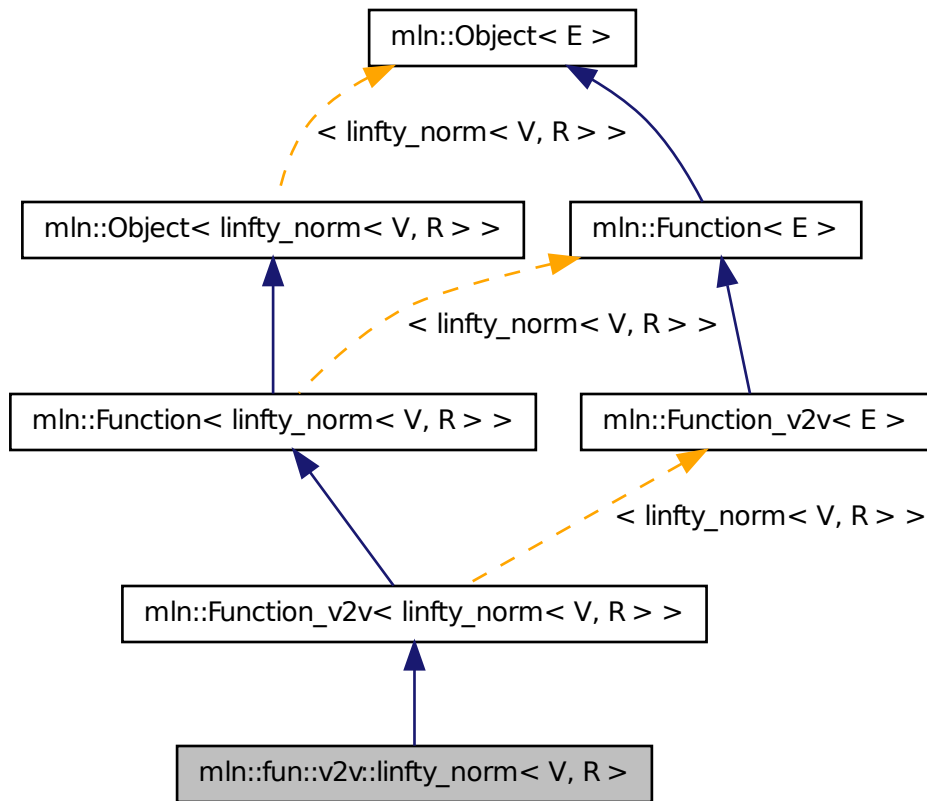 mln::Object< E >
< linfty_norm< V, R > >
mln::Object< linfty_norm< V, R > >
mln::Function< E >
< linfty_norm< V, R > >
mln::Function< linfty_norm< V, R > >
mln::Function_v2v< E >
< linfty_norm< V, R > >
mln::Function_v2v< linfty_norm< V, R > >
mln::fun::v2v::linfty_norm< V, R >